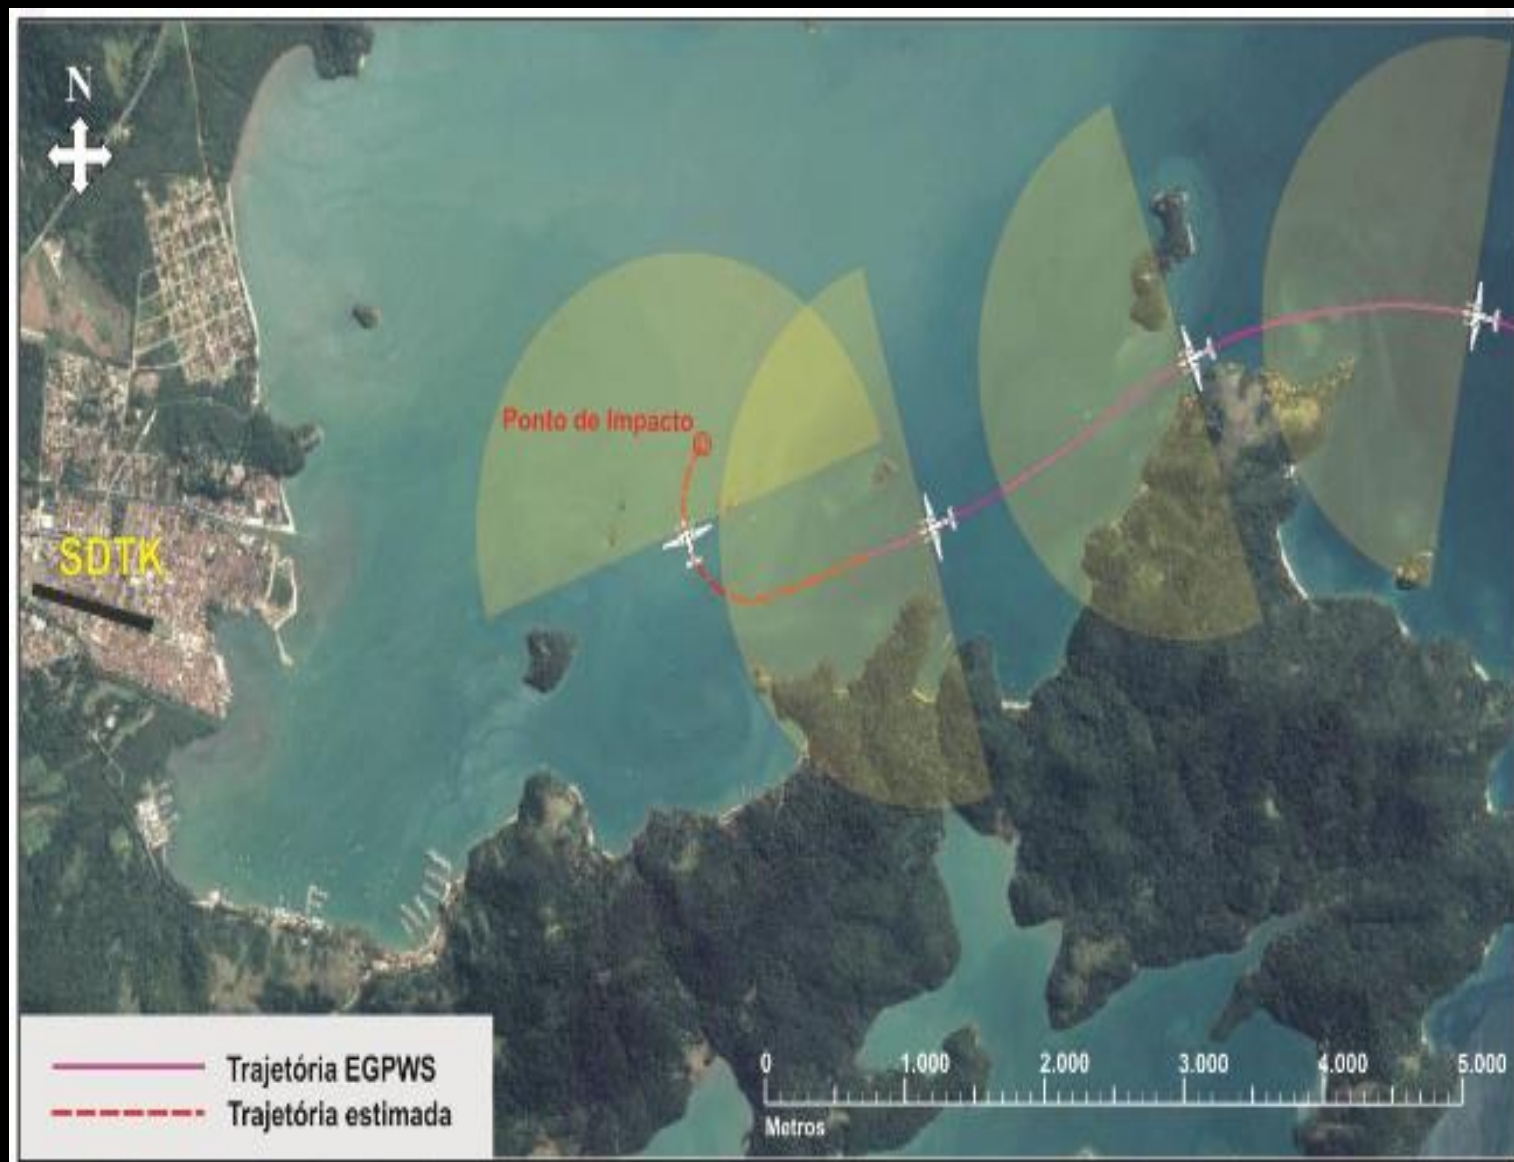 N
Ponto de Impacto
SDTK
Trajetória EGPWS
Trajetória estimada
0 1.000 2.000 3.000 4.000 5.000
Metros